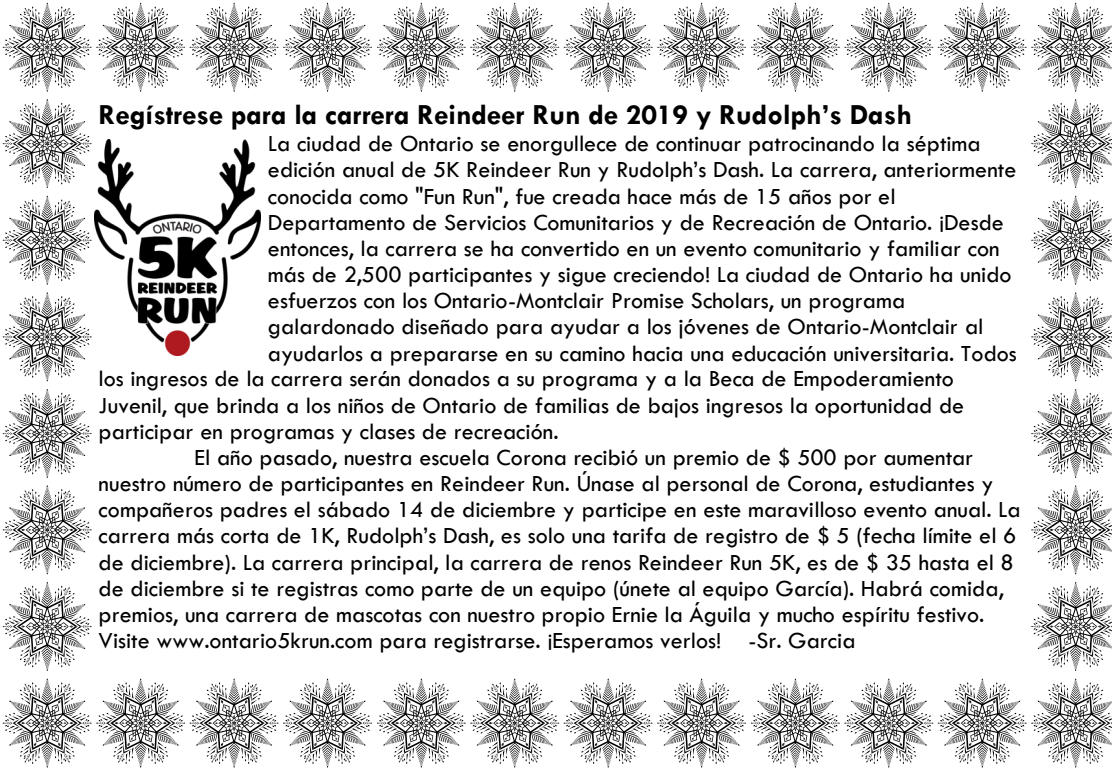 Regístrese para la carrera Reindeer Run de 2019 y Rudolph's Dash
ONTARIO
5K
REINDEER
RUN
La ciudad de Ontario se enorgullece de continuar patrocinando la séptima
edición anual de 5K Reindeer Run y Rudolph's Dash. La carrera, anteriormente
conocida como "Fun Run", fue creada hace más de 15 años por el
Departamento de Servicios Comunitarios y de Recreación de Ontario. ¡Desde
entonces, la carrera se ha convertido en un evento comunitario y familiar con
más de 2,500 participantes y sigue creciendo! La ciudad de Ontario ha unido
esfuerzos con los Ontario-Montclair Promise Scholars, un programa
galardonado diseñado para ayudar a los jóvenes de Ontario-Montclair al
ayudarlos a prepararse en su camino hacia una educación universitaria. Todos
los ingresos de la carrera serán donados a su programa y a la Beca de Empoderamiento
Juvenil, que brinda a los niños de Ontario de familias de bajos ingresos la oportunidad de
participar en programas y clases de recreación.
El año pasado, nuestra escuela Corona recibió un premio de $ 500 por aumentar
nuestro número de participantes en Reindeer Run. Únase al personal de Corona, estudiantes y
compañeros padres el sábado 14 de diciembre y participe en este maravilloso evento anual. La
carrera más corta de 1K, Rudolph's Dash, es solo una tarifa de registro de $ 5 (fecha límite el 6
de diciembre). La carrera principal, la carrera de renos Reindeer Run 5K, es de $ 35 hasta el 8
de diciembre si te registras como parte de un equipo (únete al equipo García). Habrá comida,
premios, una carrera de mascotas con nuestro propio Ernie la Águila y mucho espíritu festivo.
Visite www.ontario5krun.com para registrarse. ¡Esperamos verlos! -Sr. Garcia